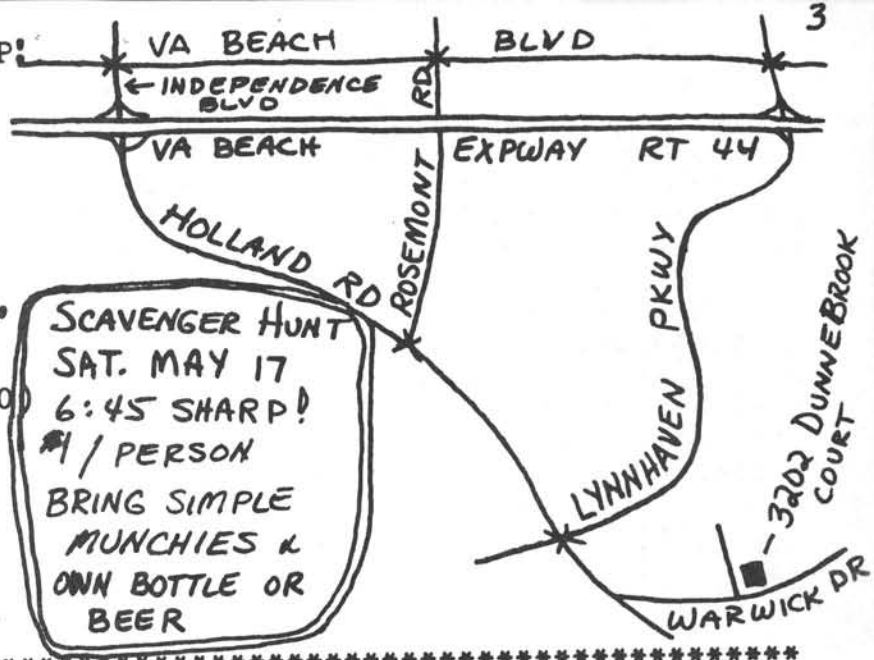 3
P:
VA BEACH BLVD
← INDEPENDENCE
BLVD
RD
VA BEACH EXPWAY RT 44
HOLLAND RD
ROSEMONT
LYNNHAVEN PKWY
3202 DUNNEBROOK
COURT
WARWICK DR
SCAVENGER HUNT
SAT. MAY 17
6:45 SHARP!
$1 / PERSON
BRING SIMPLE
MUNCHIES &
OWN BOTTLE OR
BEER
*****************************************